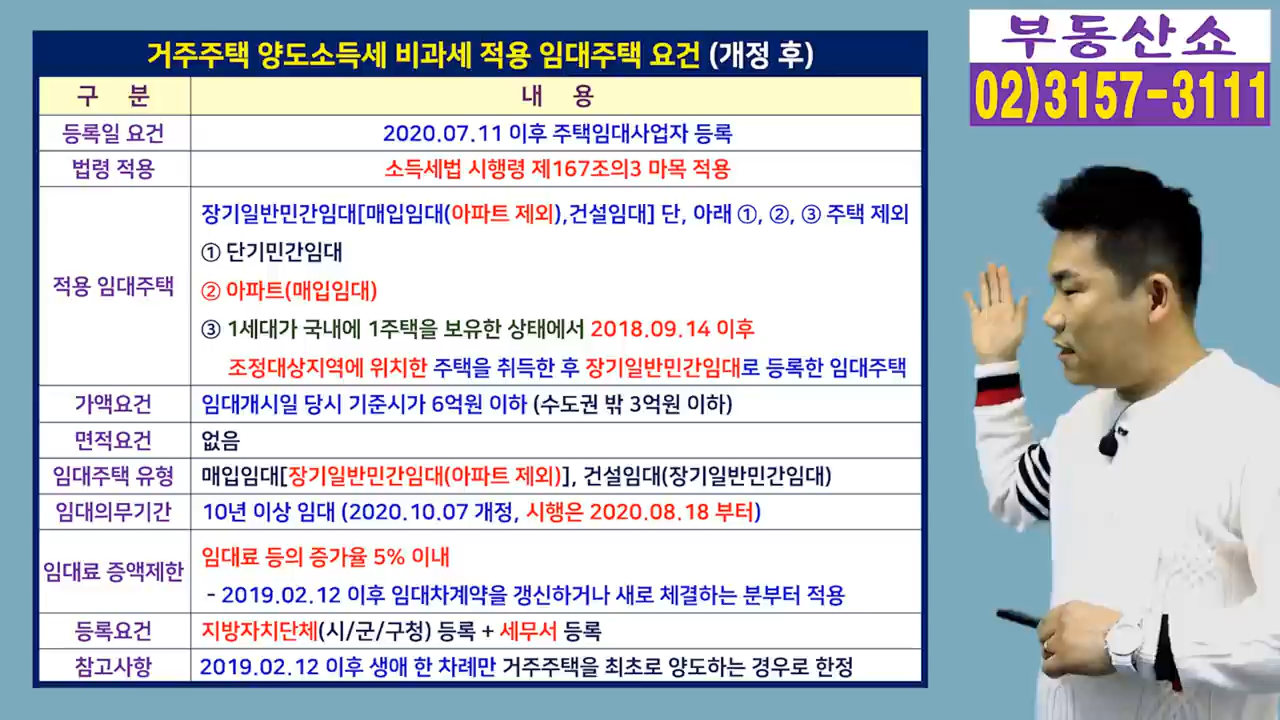 거주주택 양도소득세 비과세 적용 임대주택 요건 (개정 후)
구 분
내 용
등록일 요건
2020.07.11 이후 주택임대사업자 등록
법령 적용
소득세법 시행령 제167조의3 마목 적용
적용 임대주택
장기일반민간임대[매입임대(아파트 제외),건설임대] 단, 아래 ①, ②, ③ 주택 제외
① 단기민간임대
② 아파트(매입임대)
③ 1세대가 국내에 1주택을 보유한 상태에서 2018.09.14 이후
조정대상지역에 위치한 주택을 취득한 후 장기일반민간임대로 등록한 임대주택
가액요건
임대개시일 당시 기준시가 6억원 이하 (수도권 밖 3억원 이하)
면적요건
없음
임대주택 유형
매입임대[장기일반민간임대(아파트 제외)], 건설임대(장기일반민간임대)
임대의무기간
10년 이상 임대 (2020.10.07 개정, 시행은 2020.08.18 부터)
임대료 증액제한
임대료 등의 증가율 5% 이내
- 2019.02.12 이후 임대차계약을 갱신하거나 새로 체결하는 분부터 적용
등록요건
지방자치단체(시/군/구청) 등록 + 세무서 등록
참고사항
2019.02.12 이후 생애 한 차례만 거주주택을 최초로 양도하는 경우로 한정
부동산쇼
02)3157-3111